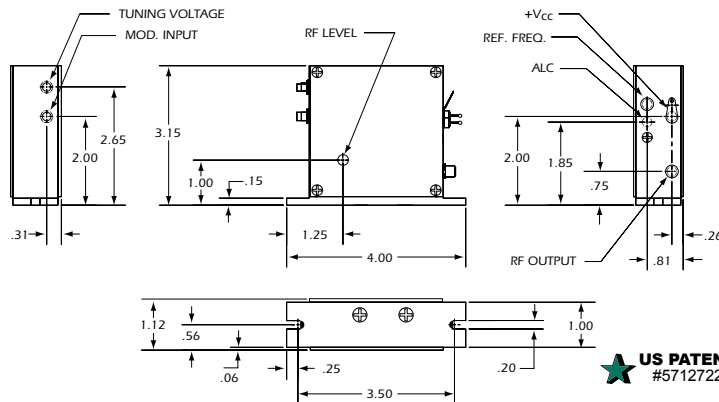 TUNING VOLTAGE
MOD. INPUT
RF LEVEL
+VCC
REF. FREQ.
ALC
2.65
2.00
.31
3.15
1.00
.15
1.25
4.00
2.00
1.85
.75
.26
.81
RF OUTPUT
1.12
.56
.06
.25
3.50
1.00
.20
US PATEN
#5712722